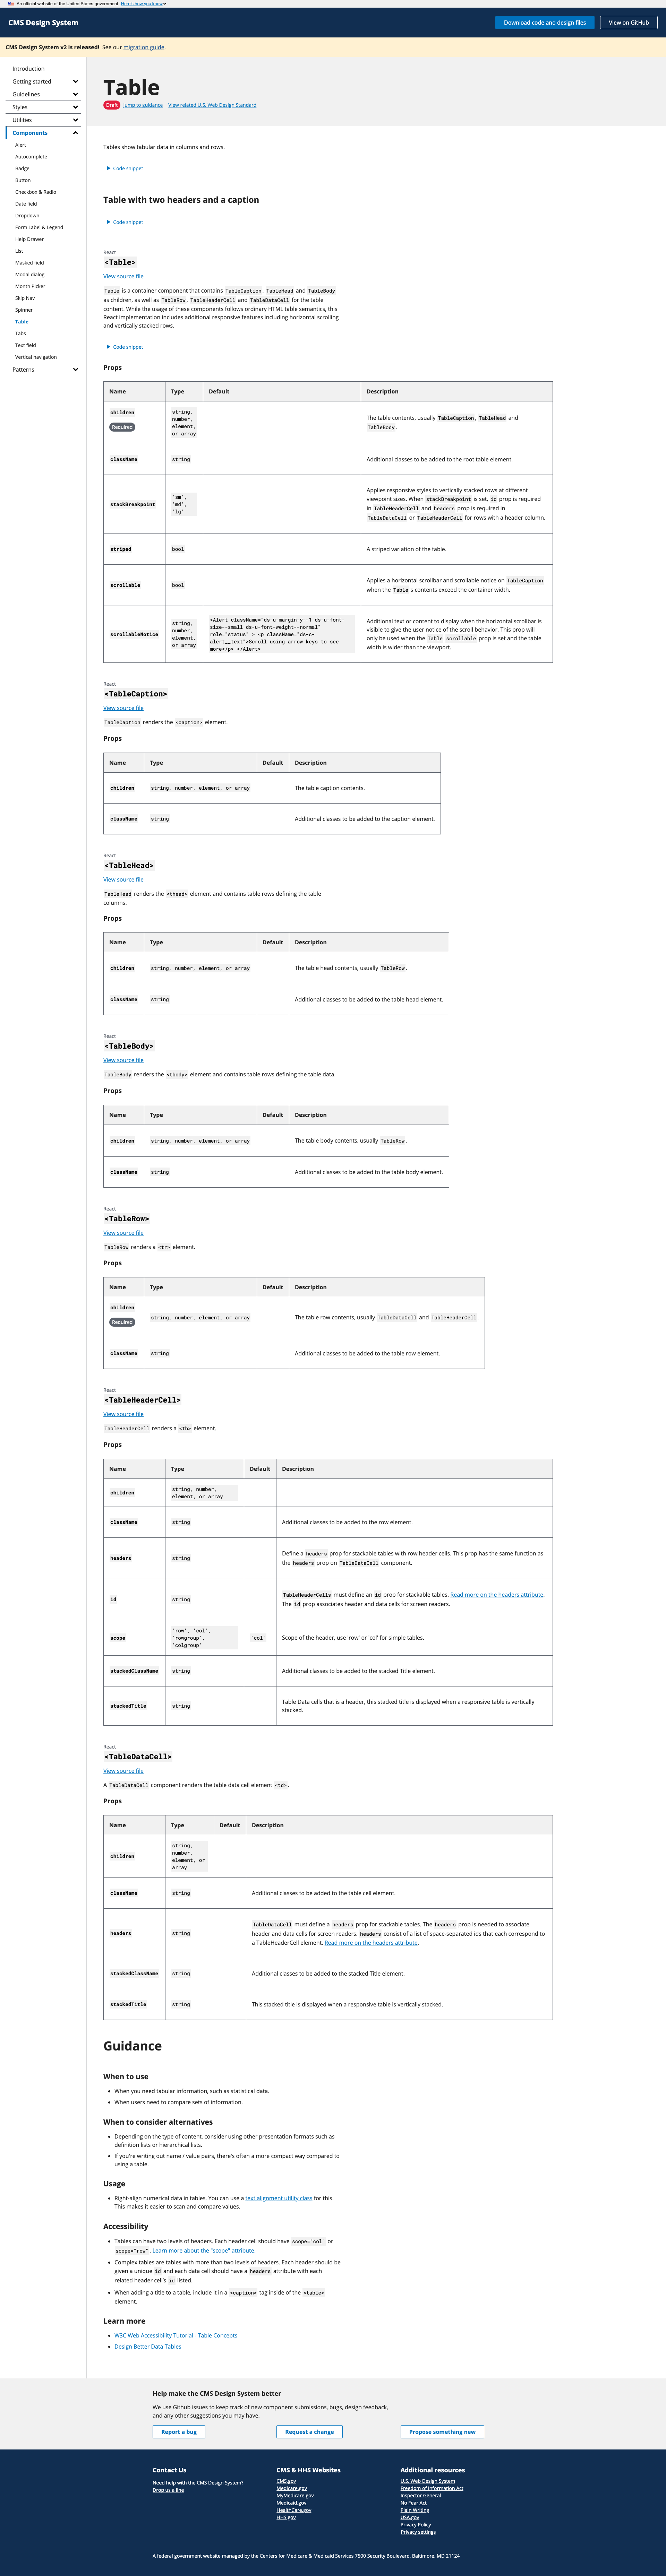 An official website of the United States government Here's how you know
CMS Design System
Download code and design files
View on GitHub
CMS Design System v2 is released! See our migration guide.
Introduction
Getting started
Guidelines
Styles
Utilities
Components
Alert
Autocomplete
Badge
Button
Checkbox & Radio
Date field
Dropdown
Form Label & Legend
Help Drawer
List
Masked field
Modal dialog
Month Picker
Skip Nav
Spinner
Table
Tabs
Text field
Vertical navigation
Patterns
Table
Draft Jump to guidance View related U.S. Web Design Standard
Tables show tabular data in columns and rows.
Code snippet
Table with two headers and a caption
Code snippet
React
<Table>
View source file
Table is a container component that contains TableCaption, TableHead and TableBody
as children, as well as TableRow, TableHeaderCell and TableDataCell for the table
content. While the usage of these components follows ordinary HTML table semantics, this
React implementation includes additional responsive features including horizontal scrolling
and vertically stacked rows.
Code snippet
Props
Name Type Default Description
children
Required
string,
number,
element,
or array
The table contents, usually TableCaption, TableHead and
TableBody.
className string Additional classes to be added to the root table element.
stackBreakpoint
'sm',
'md',
'lg'
Applies responsive styles to vertically stacked rows at different
viewpoint sizes. When stackBreakpoint is set, id prop is required
in TableHeaderCell and headers prop is required in
TableDataCell or TableHeaderCell for rows with a header column.
striped bool A striped variation of the table.
scrollable bool
Applies a horizontal scrollbar and scrollable notice on TableCaption
when the Table's contents exceed the container width.
scrollableNotice
string,
number,
element,
or array
<Alert className="ds-u-margin-y--1 ds-u-font-
size--small ds-u-font-weight--normal"
role="status" > <p className="ds-c-
alert__text">Scroll using arrow keys to see
more</p> </Alert>
Additional text or content to display when the horizontal scrollbar is
visible to give the user notice of the scroll behavior. This prop will
only be used when the Table scrollable prop is set and the table
width is wider than the viewport.
React
<TableCaption>
View source file
TableCaption renders the <caption> element.
Props
Name Type Default Description
children string, number, element, or array The table caption contents.
className string Additional classes to be added to the caption element.
React
<TableHead>
View source file
TableHead renders the <thead> element and contains table rows defining the table
columns.
Props
Name Type Default Description
children string, number, element, or array The table head contents, usually TableRow.
className string Additional classes to be added to the table head element.
React
<TableBody>
View source file
TableBody renders the <tbody> element and contains table rows defining the table data.
Props
Name Type Default Description
children string, number, element, or array The table body contents, usually TableRow.
className string Additional classes to be added to the table body element.
React
<TableRow>
View source file
TableRow renders a <tr> element.
Props
Name Type Default Description
children
Required
string, number, element, or array The table row contents, usually TableDataCell and TableHeaderCell.
className string Additional classes to be added to the table row element.
React
<TableHeaderCell>
View source file
TableHeaderCell renders a <th> element.
Props
Name Type Default Description
children
string, number,
element, or array
className string Additional classes to be added to the row element.
headers string
Define a headers prop for stackable tables with row header cells. This prop has the same function as
the headers prop on TableDataCell component.
id string
TableHeaderCells must define an id prop for stackable tables. Read more on the headers attribute.
The id prop associates header and data cells for screen readers.
scope
'row', 'col',
'rowgroup',
'colgroup'
'col' Scope of the header, use 'row' or 'col' for simple tables.
stackedClassName string Additional classes to be added to the stacked Title element.
stackedTitle string
Table Data cells that is a header, this stacked title is displayed when a responsive table is vertically
stacked.
React
<TableDataCell>
View source file
A TableDataCell component renders the table data cell element <td>.
Props
Name Type Default Description
children
string,
number,
element, or
array
className string Additional classes to be added to the table cell element.
headers string
TableDataCell must define a headers prop for stackable tables. The headers prop is needed to associate
header and data cells for screen readers. headers consist of a list of space-separated ids that each correspond to
a TableHeaderCell element. Read more on the headers attribute.
stackedClassName string Additional classes to be added to the stacked Title element.
stackedTitle string This stacked title is displayed when a responsive table is vertically stacked.
Guidance
When to use
When you need tabular information, such as statistical data.
When users need to compare sets of information.
When to consider alternatives
Depending on the type of content, consider using other presentation formats such as
definition lists or hierarchical lists.
If you're writing out name / value pairs, there's often a more compact way compared to
using a table.
Usage
Right-align numerical data in tables. You can use a text alignment utility class for this.
This makes it easier to scan and compare values.
Accessibility
Tables can have two levels of headers. Each header cell should have scope="col" or
scope="row". Learn more about the "scope" attribute.
Complex tables are tables with more than two levels of headers. Each header should be
given a unique id and each data cell should have a headers attribute with each
related header cell's id listed.
When adding a title to a table, include it in a <caption> tag inside of the <table>
element.
Learn more
W3C Web Accessibility Tutorial - Table Concepts
Design Better Data Tables
Help make the CMS Design System better
We use Github issues to keep track of new component submissions, bugs, design feedback,
and any other suggestions you may have.
Report a bug
Request a change
Propose something new
Contact Us
Need help with the CMS Design System?
Drop us a line
CMS & HHS Websites
CMS.gov
Medicare.gov
MyMedicare.gov
Medicaid.gov
HealthCare.gov
HHS.gov
Additional resources
U.S. Web Design System
Freedom of Information Act
Inspector General
No Fear Act
Plain Writing
USA.gov
Privacy Policy
Privacy settings
A federal government website managed by the Centers for Medicare & Medicaid Services 7500 Security Boulevard, Baltimore, MD 21124